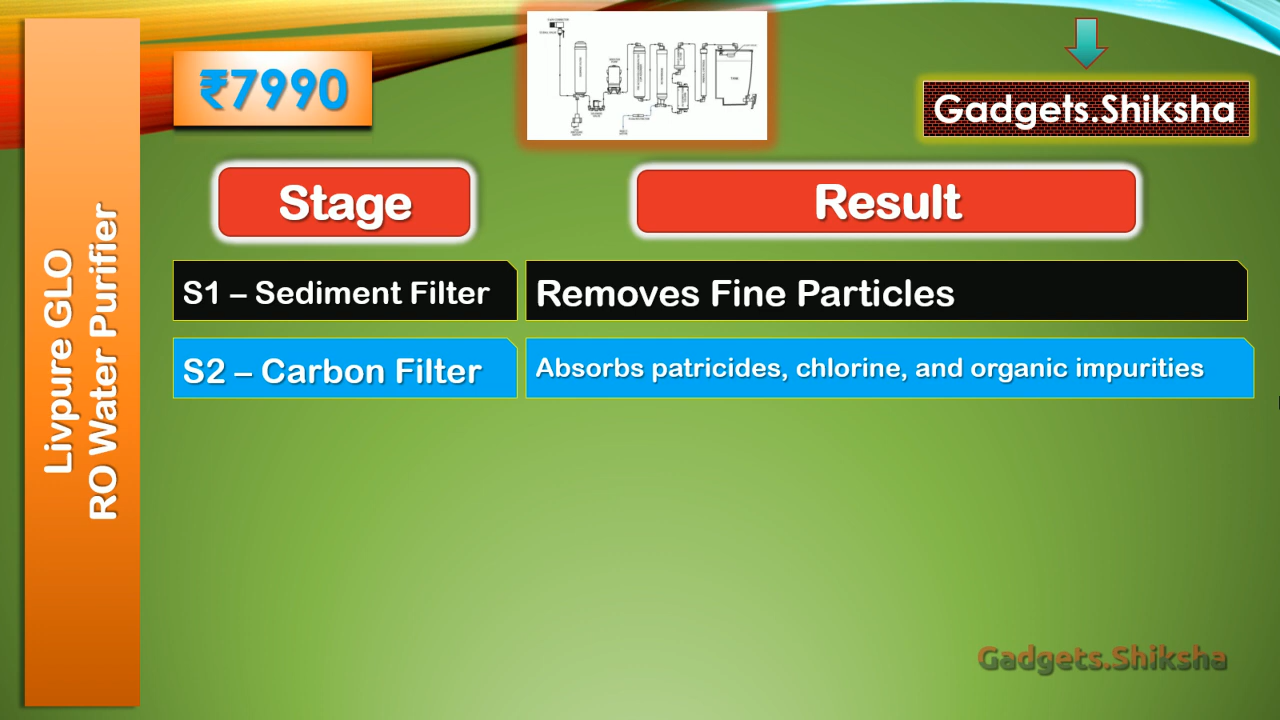 ₹7990
Gadgets.Shiksha
Livpure GLO
RO Water Purifier
Stage
Result
S1 – Sediment Filter
Removes Fine Particles
S2 – Carbon Filter
Absorbs patricides, chlorine, and organic impurities
Gadgets.Shiksha